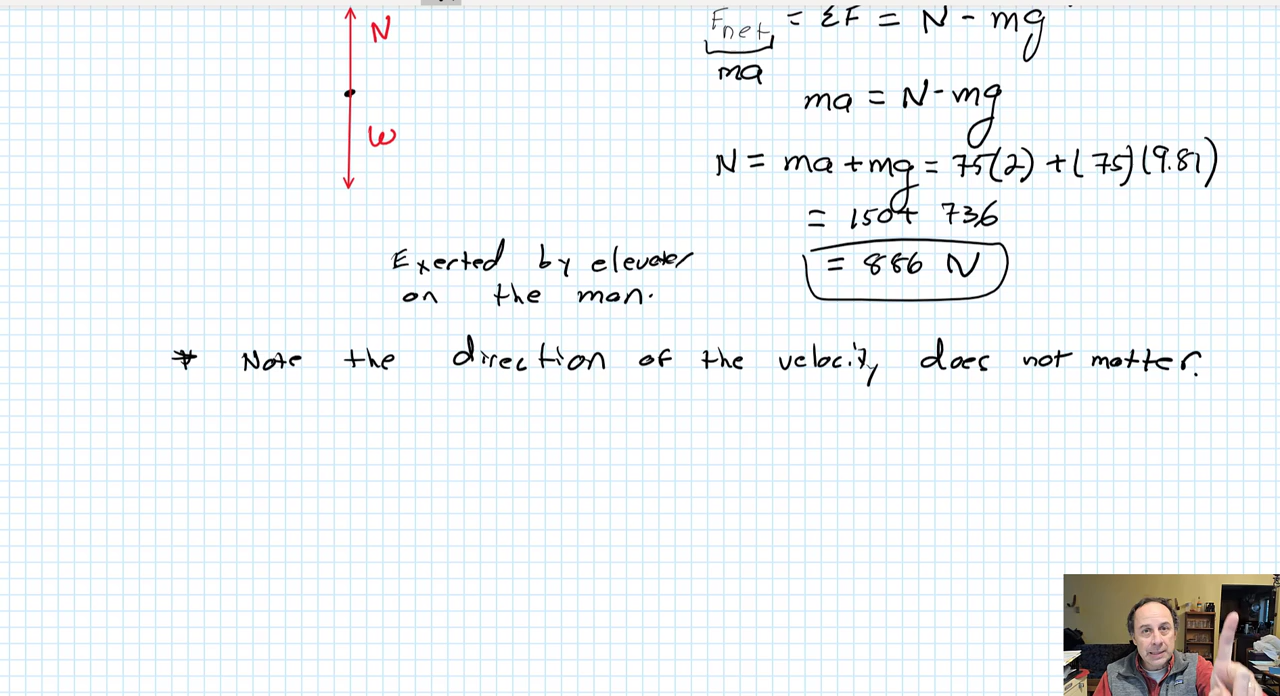 N
F_net = ΣF = N - mg
ma
ma = N - mg
W
N = ma + mg = 75(2) + (75)(9.81)
= 150 + 736
= 886 N
Exerted by elevator
on the man.
* Note the direction of the velocity does not matter.